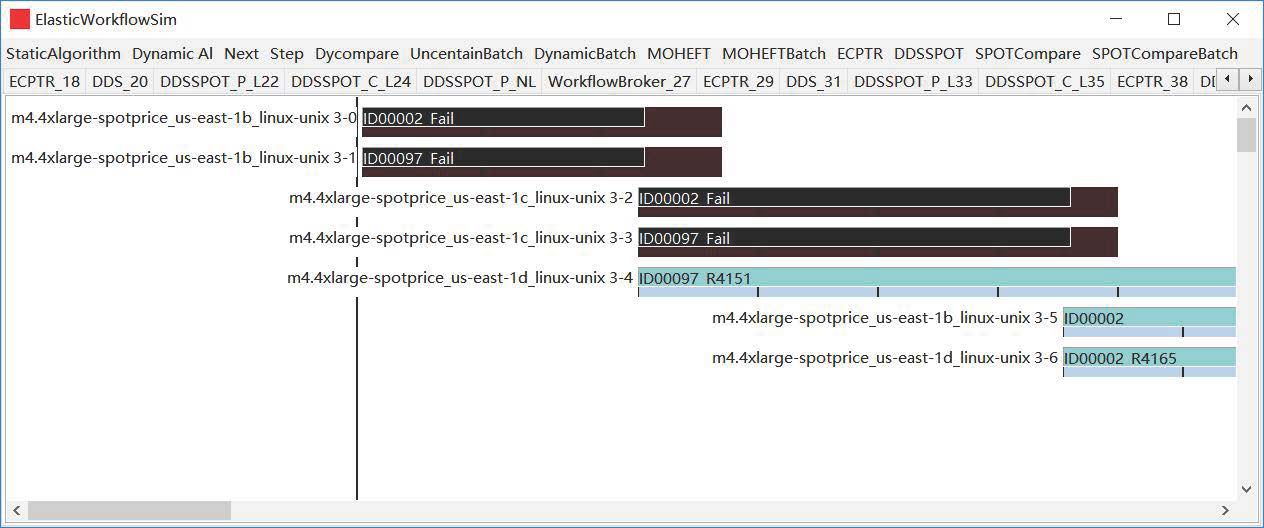 ElasticWorkflowSim
StaticAlgorithm Dynamic Al Next Step Dycompare UncentainBatch DynamicBatch MOHEFT MOHEFTBatch ECPTR DDSSPOT SPOTCompare SPOTCompareBatch
ECPTR_18 DDS_20 DDSSPOT_P_L22 DDSSPOT_C_L24 DDSSPOT_P_NL WorkflowBroker_27 ECPTR_29 DDS_31 DDSSPOT_P_L33 DDSSPOT_C_L35 ECPTR_38
m4.4xlarge-spotprice_us-east-1b_linux-unix 3-0 ID00002 Fail
m4.4xlarge-spotprice_us-east-1b_linux-unix 3-1 ID00097 Fail
m4.4xlarge-spotprice_us-east-1c_linux-unix 3-2 ID00002 Fail
m4.4xlarge-spotprice_us-east-1c_linux-unix 3-3 ID00097 Fail
m4.4xlarge-spotprice_us-east-1d_linux-unix 3-4 ID00097 R4151
m4.4xlarge-spotprice_us-east-1b_linux-unix 3-5 ID00002
m4.4xlarge-spotprice_us-east-1d_linux-unix 3-6 ID00002 R4165